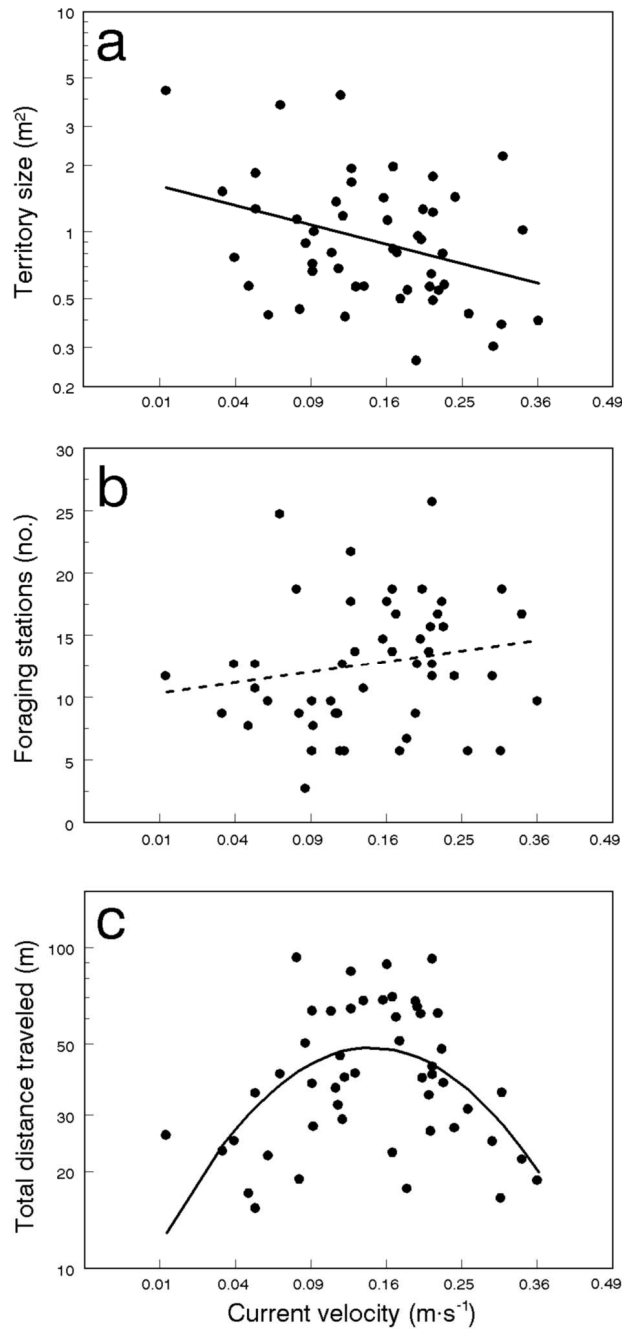 a
Territory size (m²)
10
5
3
2
1
0.5
0.3
0.2
0.01 0.04 0.09 0.16 0.25 0.36 0.49
b
Foraging stations (no.)
30
25
20
15
10
5
0
0.01 0.04 0.09 0.16 0.25 0.36 0.49
c
Total distance traveled (m)
100
50
30
20
10
0.01 0.04 0.09 0.16 0.25 0.36 0.49
Current velocity (m·s⁻¹)